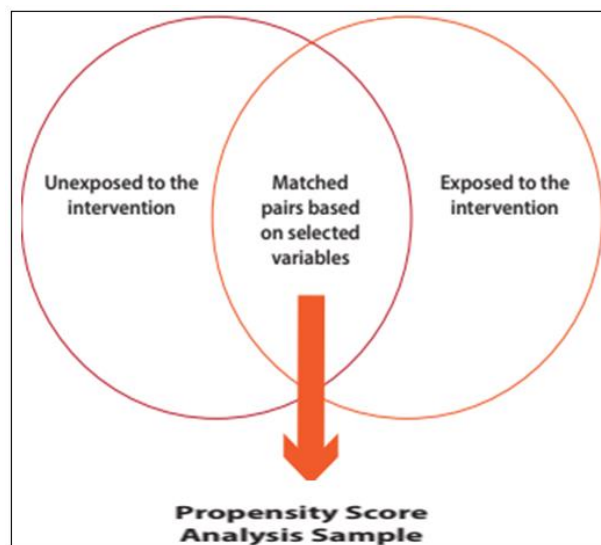 Unexposed to the
intervention
Matched
pairs based
on selected
variables
Exposed to the
intervention
Propensity Score
Analysis Sample